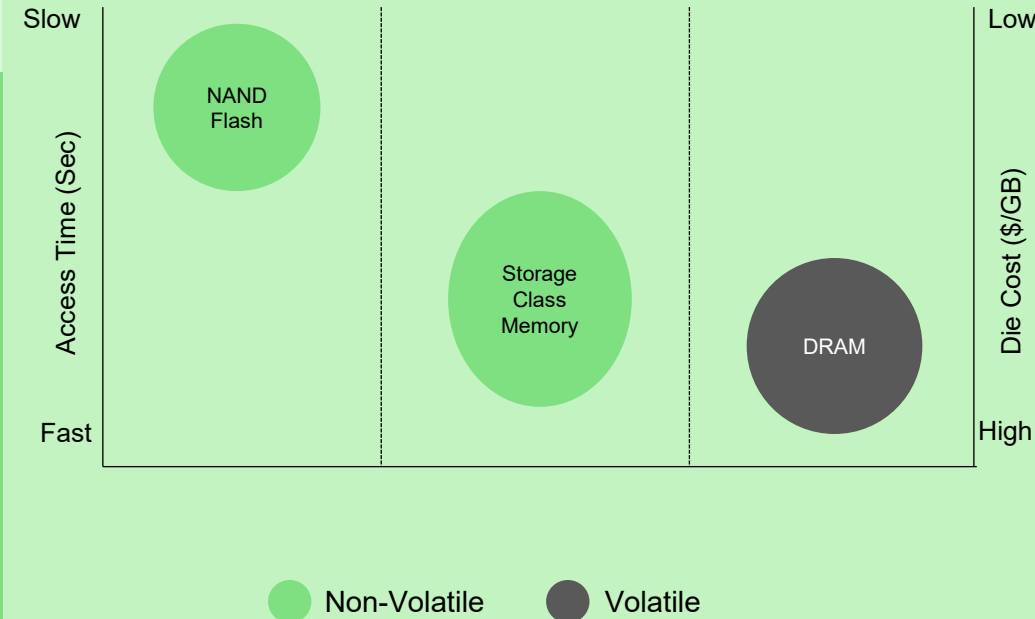 Slow
Low
NAND
Flash
Access Time (Sec)
Die Cost ($/GB)
Storage
Class
Memory
DRAM
Fast
High
Non-Volatile
Volatile